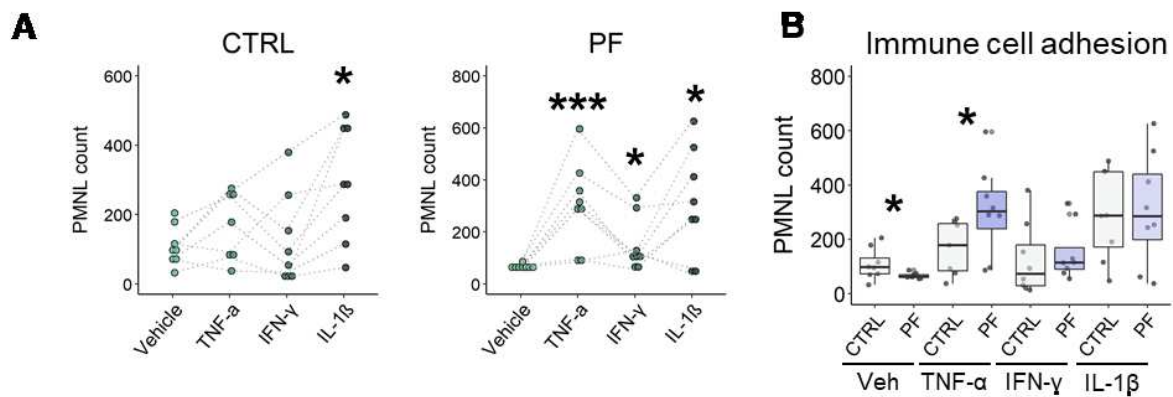 A
CTRL
PMNL count
600
400
200
0
*
Vehicle
TNF-a
IFN-γ
IL-1ß
PF
PMNL count
800
600
400
200
0
***
*
*
Vehicle
TNF-a
IFN-γ
IL-1ß
B
Immune cell adhesion
PMNL count
800
600
400
200
0
*
*
CTRL
PF
CTRL
PF
CTRL
PF
CTRL
PF
Veh
TNF-α
IFN-γ
IL-1β